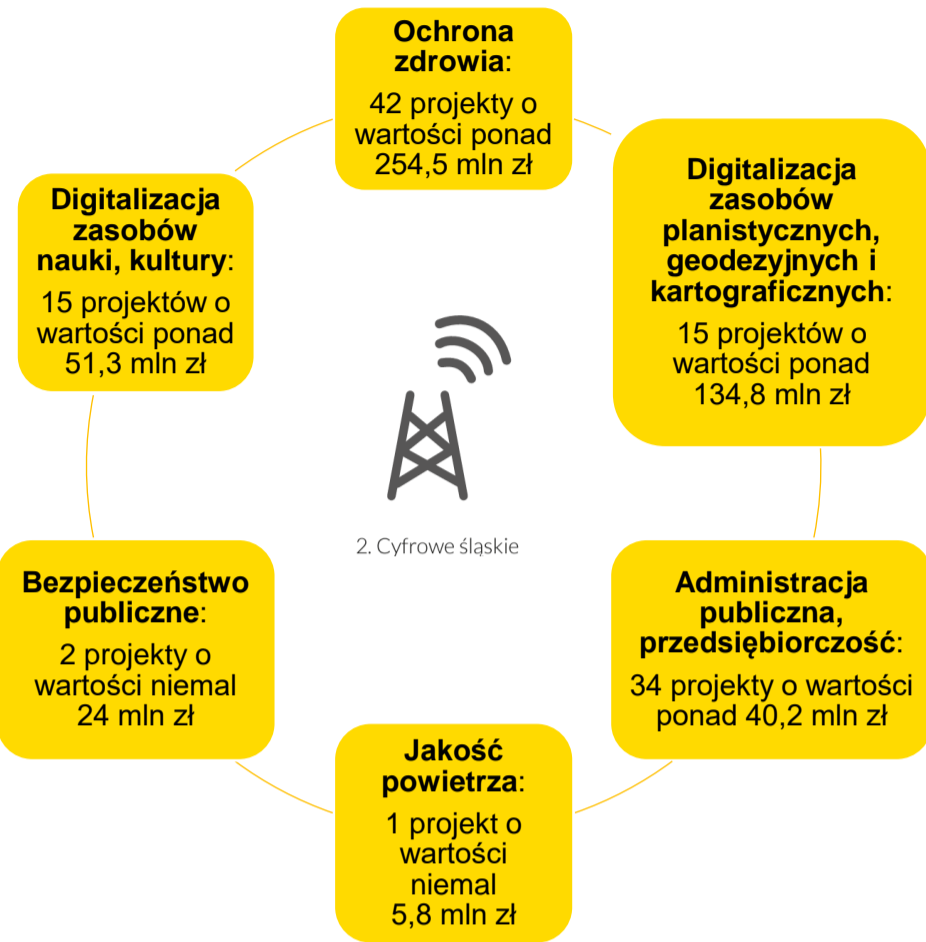 Ochrona
zdrowia:
42 projekty o
wartości ponad
254,5 mln zł
Digitalizacja
zasobów
planistycznych,
geodezyjnych i
kartograficznych:
15 projektów o
wartości ponad
134,8 mln zł
Administracja
publiczna,
przedsiębiorczość:
34 projekty o wartości
ponad 40,2 mln zł
Jakość
powietrza:
1 projekt o
wartości
niemal
5,8 mln zł
Bezpieczeństwo
publiczne:
2 projekty o
wartości niemal
24 mln zł
Digitalizacja
zasobów
nauki, kultury:
15 projektów o
wartości ponad
51,3 mln zł
2. Cyfrowe śląskie